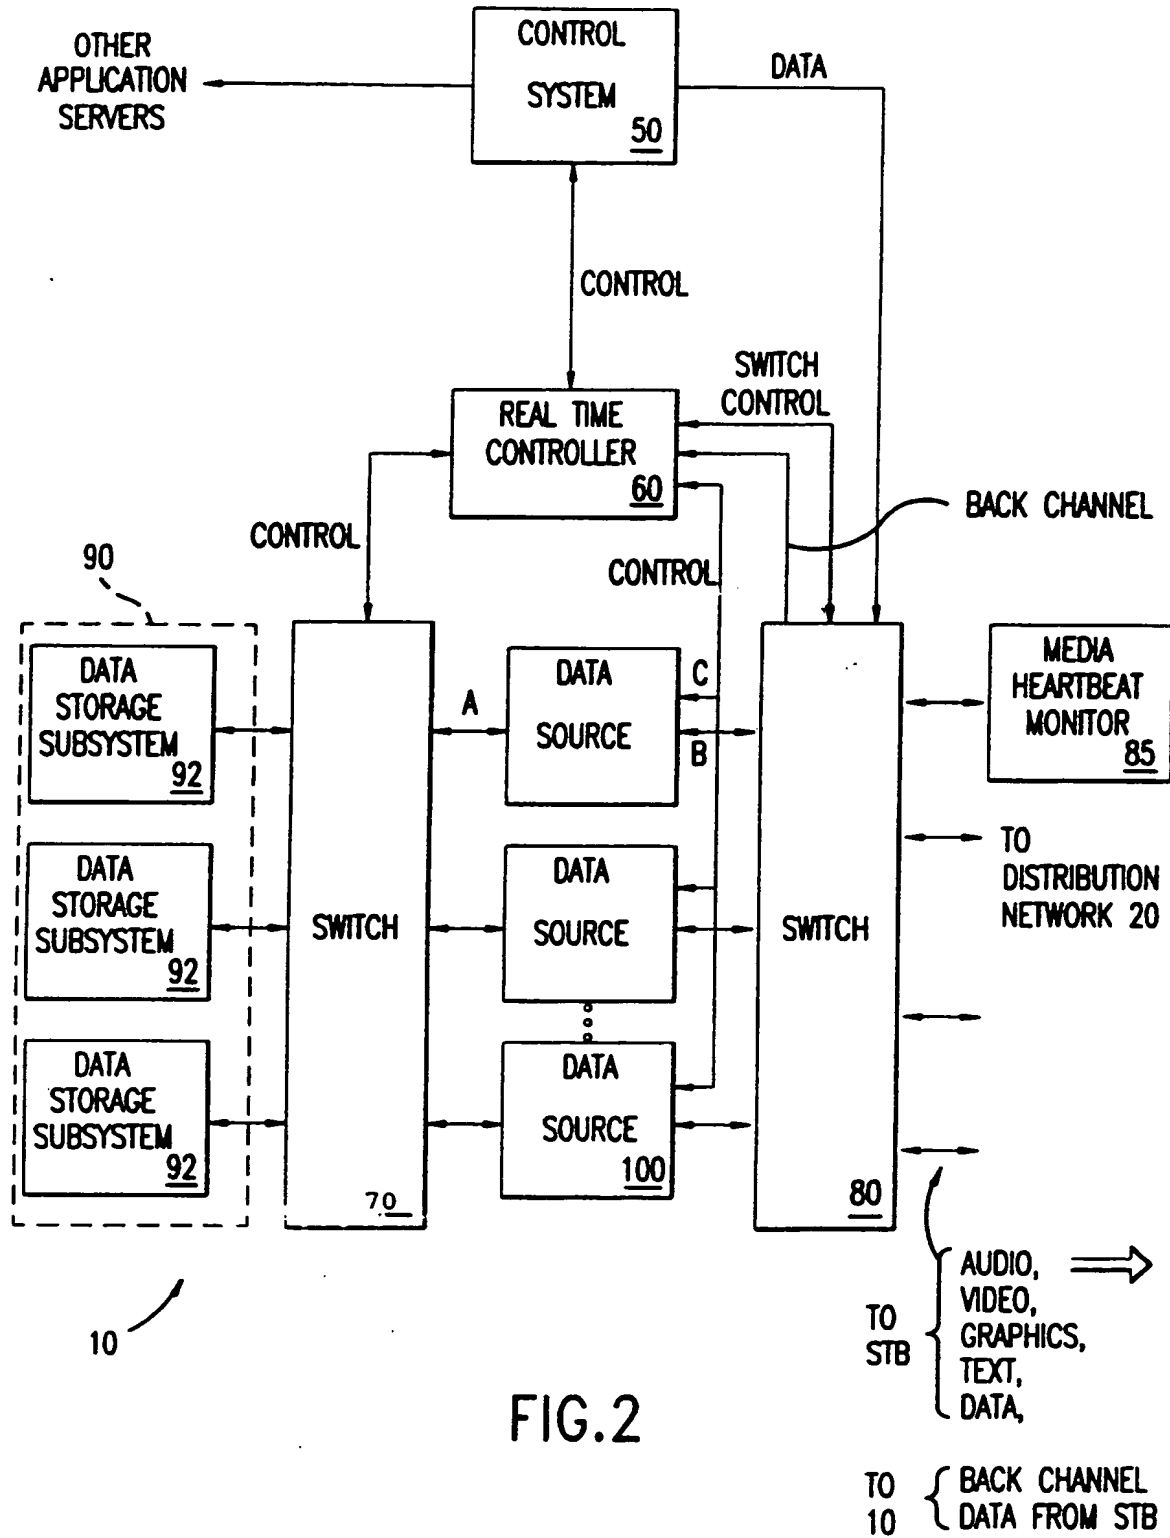 OTHER
APPLICATION
SERVERS
CONTROL
SYSTEM
50
DATA
CONTROL
SWITCH
CONTROL
REAL TIME
CONTROLLER
60
BACK CHANNEL
CONTROL
CONTROL
90
DATA
STORAGE
SUBSYSTEM
92
DATA
STORAGE
SUBSYSTEM
92
DATA
STORAGE
SUBSYSTEM
92
SWITCH
70
A
DATA
SOURCE
C
B
DATA
SOURCE
DATA
SOURCE
100
SWITCH
80
MEDIA
HEARTBEAT
MONITOR
85
TO
DISTRIBUTION
NETWORK 20
10
TO
STB
AUDIO,
VIDEO,
GRAPHICS,
TEXT,
DATA,
FIG.2
TO
10
BACK CHANNEL
DATA FROM STB